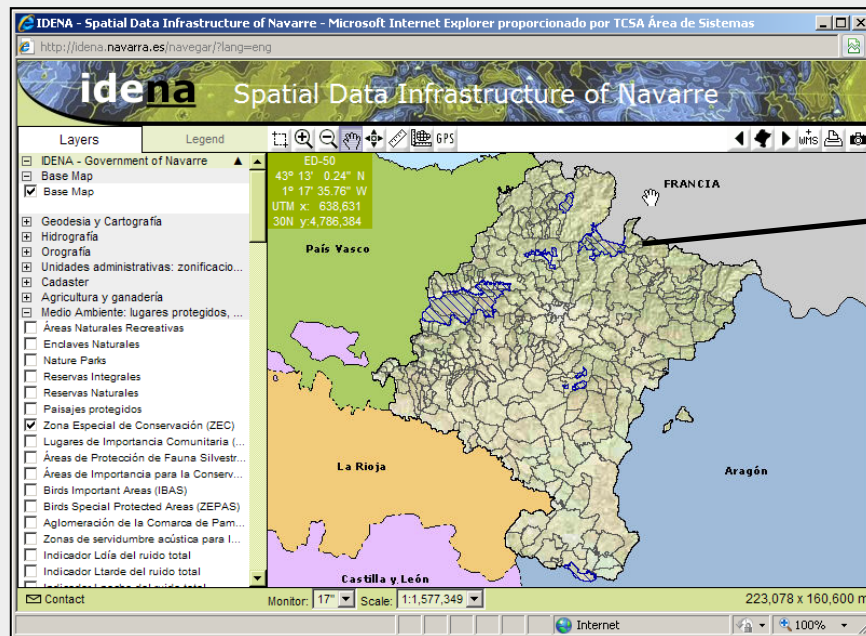 IDENA - Spatial Data Infrastructure of Navarre - Microsoft Internet Explorer proporcionado por TCSA Área de Sistemas
http://idena.navarra.es/navegar/?lang=eng
idena Spatial Data Infrastructure of Navarre
Layers Legend GPS WMS
IDENA - Government of Navarre
Base Map
Base Map
Geodesia y Cartografía
Hidrografía
Orografía
Unidades administrativas: zonificacio...
Cadaster
Agricultura y ganadería
Medio Ambiente: lugares protegidos, ...
Áreas Naturales Recreativas
Enclaves Naturales
Nature Parks
Reservas Integrales
Reservas Naturales
Paisajes protegidos
Zona Especial de Conservación (ZEC)
Lugares de Importancia Comunitaria (...
Áreas de Protección de Fauna Silvestr...
Áreas de Importancia para la Conserv...
Birds Important Areas (IBAS)
Birds Special Protected Areas (ZEPAS)
Aglomeración de la Comarca de Pam...
Zonas de servidumbre acústica para l...
Indicador Ldía del ruido total
Indicador Ltarde del ruido total
ED-50
43º 13' 0.24" N
1º 17' 35.76" W
UTM x: 638,631
30N y:4,786,384
FRANCIA
País Vasco
La Rioja
Aragón
Castilla y León
Contact Monitor: 17" Scale: 1:1,577,349 223,078 x 160,600 m
Internet 100%